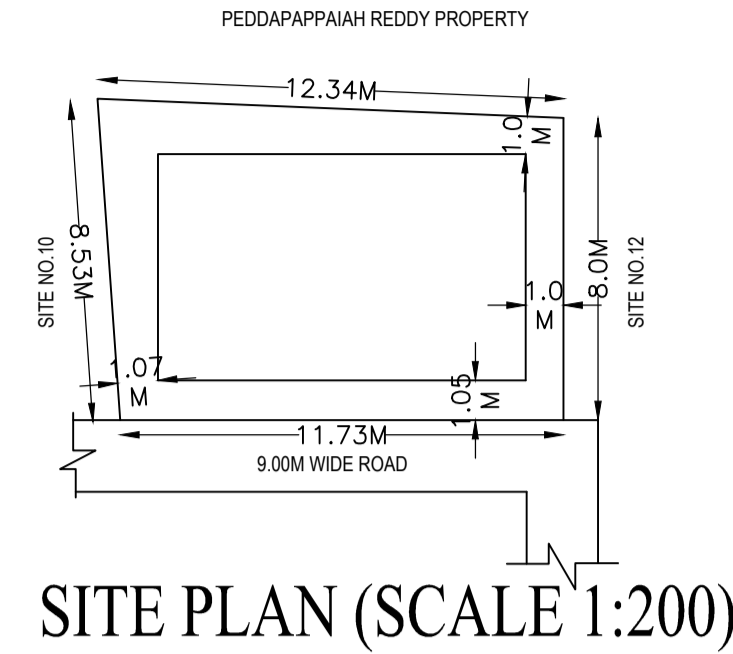 PEDDAPAPPAIAH REDDY PROPERTY
12.34M
1.0
M
SITE NO.10
8.53M
8.0M
SITE NO.12
1.0
M
1.07
M
1.05
M
11.73M
9.00M WIDE ROAD
SITE PLAN (SCALE 1:200)